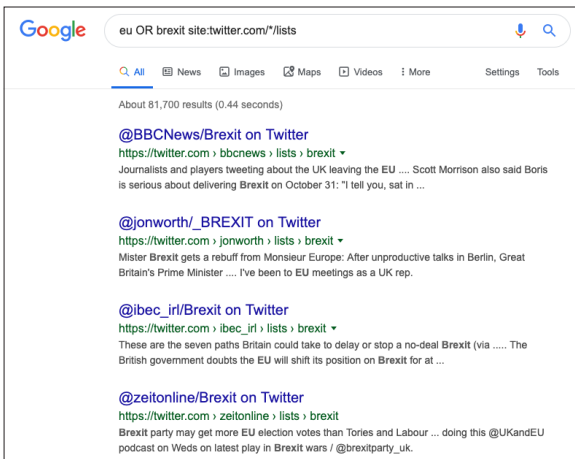 Google
eu OR brexit site:twitter.com/*/lists
All News Images Maps Videos More Settings Tools
About 81,700 results (0.44 seconds)
@BBCNews/Brexit on Twitter
https://twitter.com › bbcnews › lists › brexit
Journalists and players tweeting about the UK leaving the EU .... Scott Morrison also said Boris
is serious about delivering Brexit on October 31: "I tell you, sat in ...
@jonworth/_BREXIT on Twitter
https://twitter.com › jonworth › lists › brexit
Mister Brexit gets a rebuff from Monsieur Europe: After unproductive talks in Berlin, Great
Britain's Prime Minister .... I've been to EU meetings as a UK rep.
@ibec_irl/Brexit on Twitter
https://twitter.com › ibec_irl › lists › brexit
These are the seven paths Britain could take to delay or stop a no-deal Brexit (via ..... The
British government doubts the EU will shift its position on Brexit for at ...
@zeitonline/Brexit on Twitter
https://twitter.com › zeitonline › lists › brexit
Brexit party may get more EU election votes than Tories and Labour ... doing this @UKandEU
podcast on Weds on latest play in Brexit wars / @brexitparty_uk.